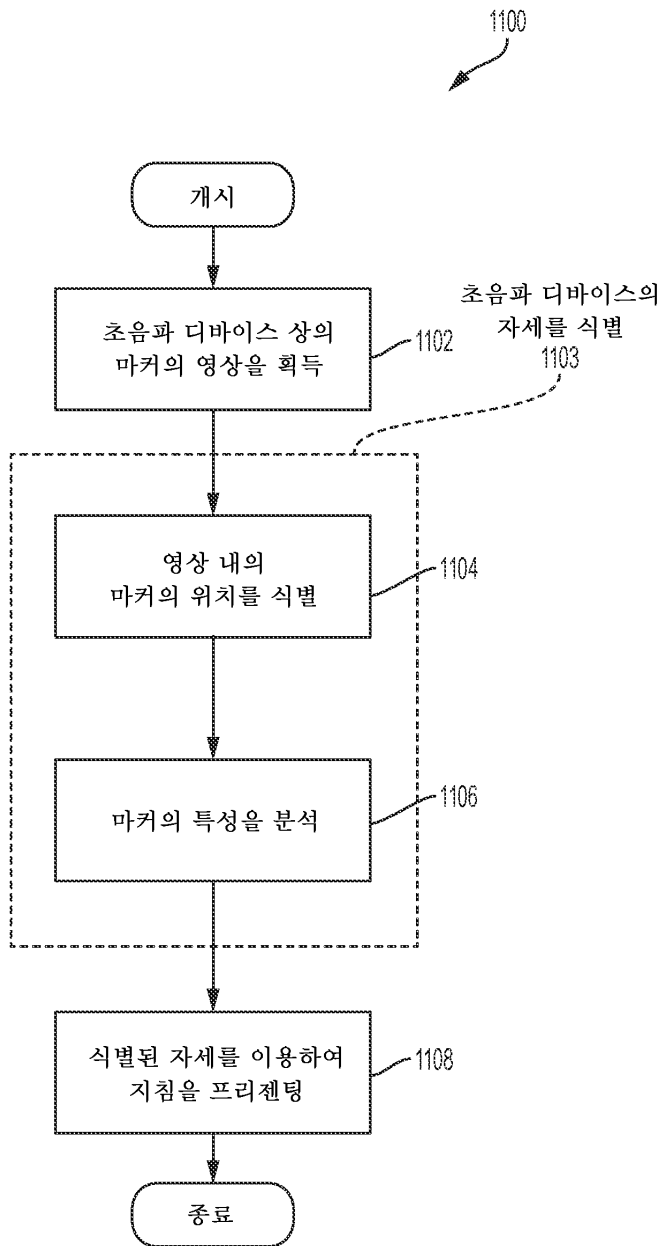 1100
개시
초음파 디바이스 상의
마커의 영상을 획득
1102
초음파 디바이스의
자세를 식별
1103
영상 내의
마커의 위치를 식별
1104
마커의 특성을 분석
1106
식별된 자세를 이용하여
지침을 프리젠팅
1108
종료